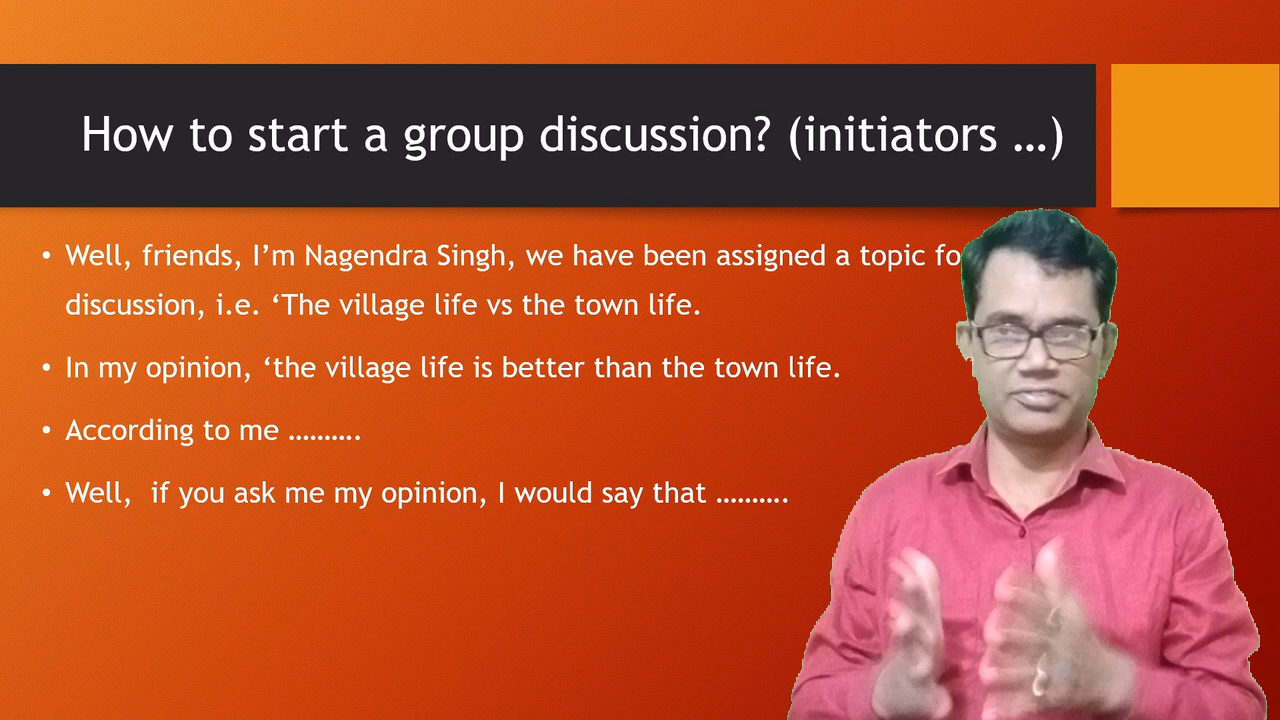 How to start a group discussion? (initiators …)
• Well, friends, I’m Nagendra Singh, we have been assigned a topic
discussion, i.e. ‘The village life vs the town life.
• In my opinion, ‘the village life is better than the town life.
• According to me ……….
• Well,  if you ask me my opinion, I would say that ……….